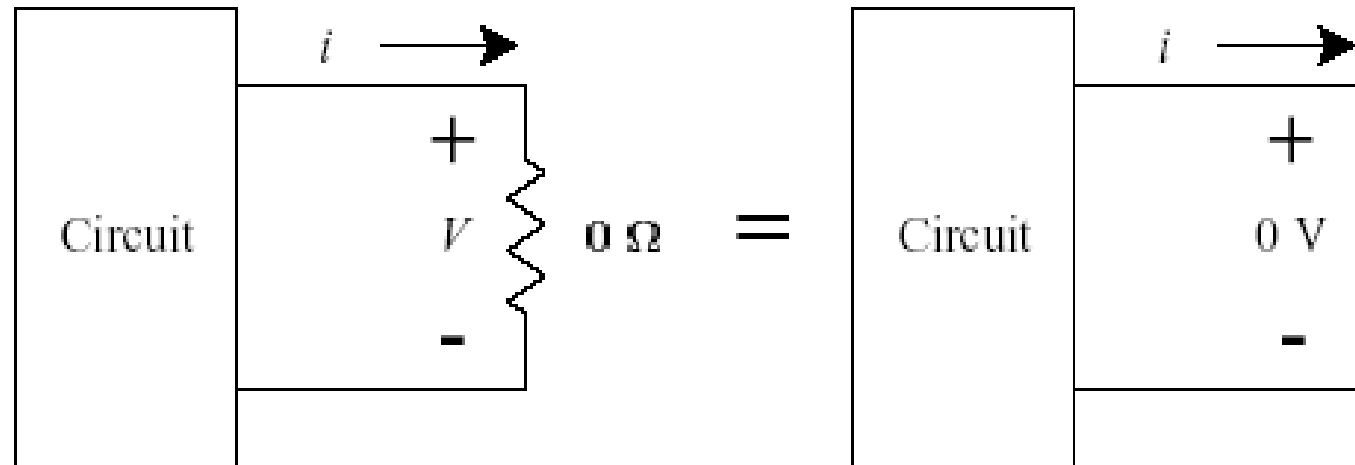 i i
+ +
Circuit V 0 Ω = Circuit 0 V
- -